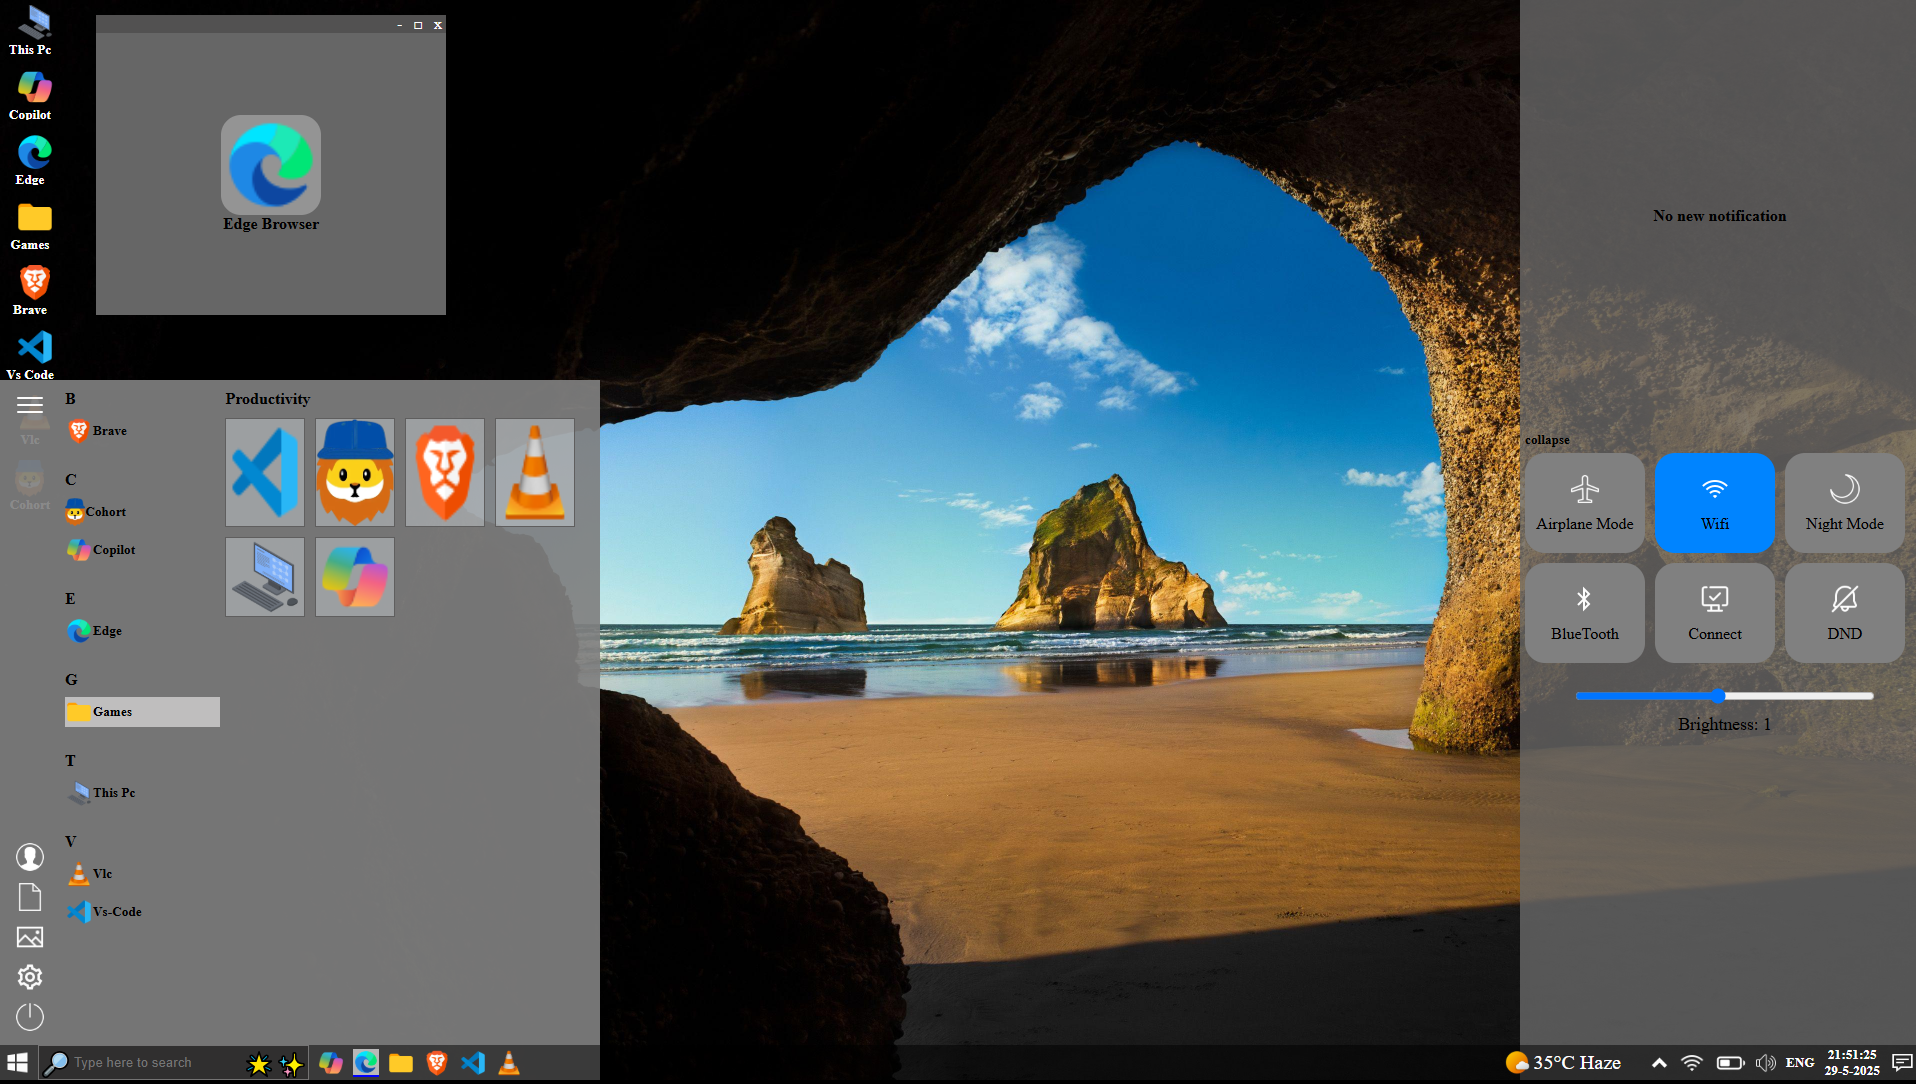 This Pc
Copilot
Edge
Games
Brave
Vs Code
Vlc
Cohort
- □ x
Edge Browser
B
Brave
C
Cohort
Copilot
E
Edge
G
Games
T
This Pc
V
Vlc
Vs-Code
Productivity
No new notification
collapse
Airplane Mode
Wifi
Night Mode
BlueTooth
Connect
DND
Brightness: 1
Type here to search
35°C Haze
ENG
21:51:25
29-5-2025